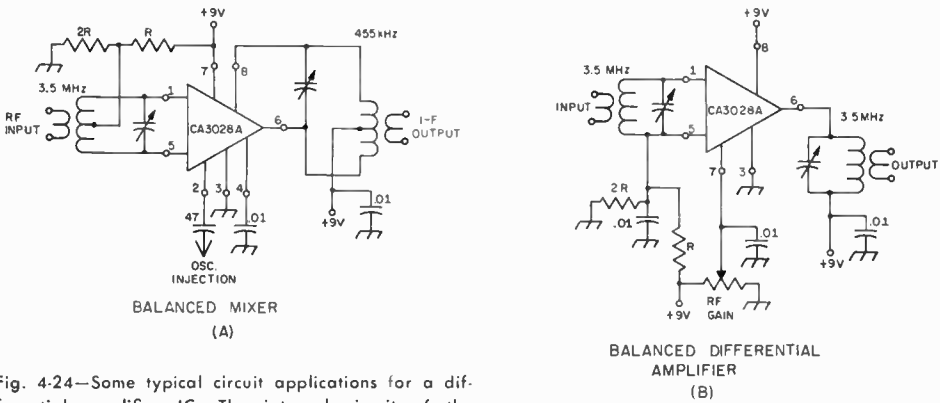 +9V
2R
R
455kHz
7
8
3.5 MHz
1
RF
INPUT
CA3028A
6
I-F
OUTPUT
5
2
3
4
47
.01
.01
+9V
OSC.
INJECTION
BALANCED MIXER
(A)
+9V
8
3.5 MHz
1
INPUT
CA3028A
6
3.5MHz
5
OUTPUT
7
3
2R
.01
R
.01
.01
+9V
+9V
RF
GAIN
BALANCED DIFFERENTIAL
AMPLIFIER
(B)
Fig. 4-24—Some typical circuit applications for a dif-